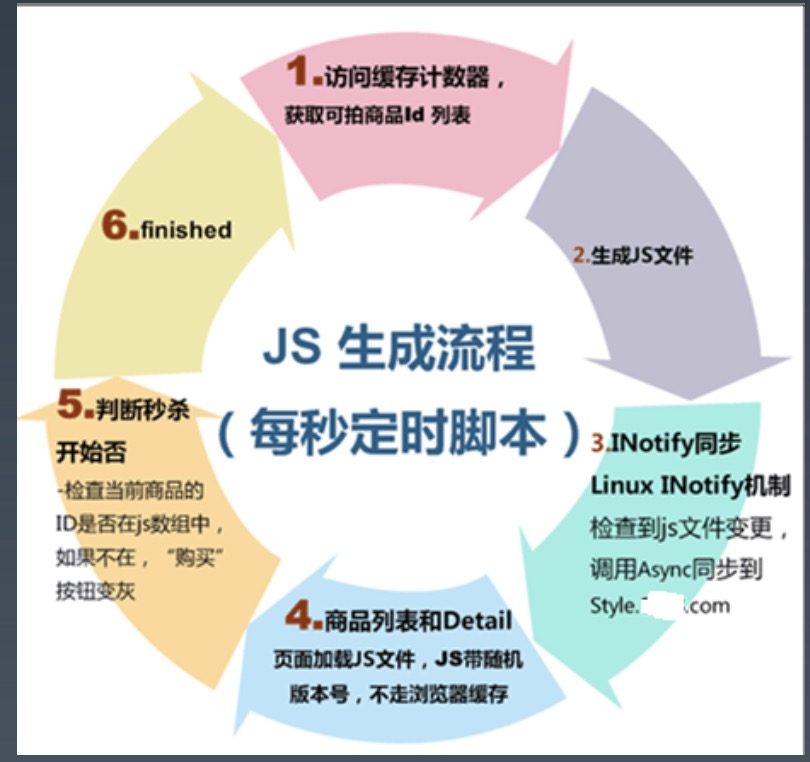 1.访问缓存计数器，
获取可拍商品Id 列表
2.生成JS文件
3.INotify同步
Linux INotify机制
检查到js文件变更，
调用Async同步到
Style. .com
4.商品列表和Detail
页面加载JS文件，JS带随机
版本号，不走浏览器缓存
5.判断秒杀
开始否
-检查当前商品的
ID是否在js数组中，
如果不在，“购买”
按钮变灰
6.finished
JS 生成流程
（每秒定时脚本）